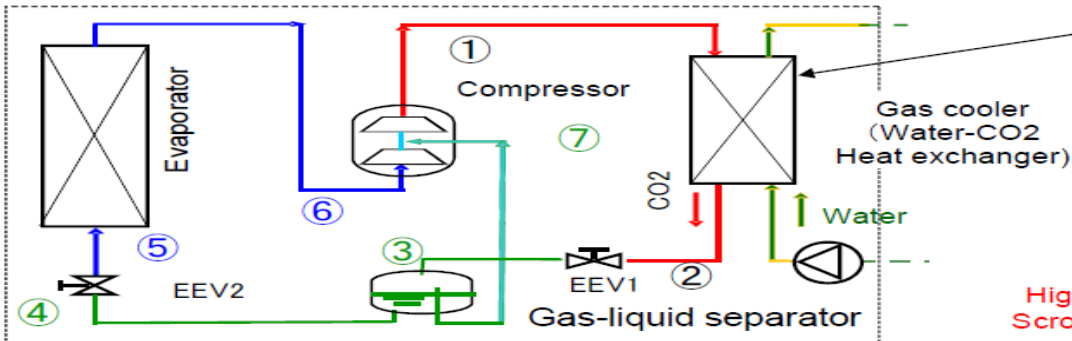 ①
Compressor
Evaporator
⑦
Gas cooler
(Water-CO2
Heat exchanger)
CO2
⑥
Water
⑤
③
②
EEV2
EEV1
④
Gas-liquid separator
Hig
Scro